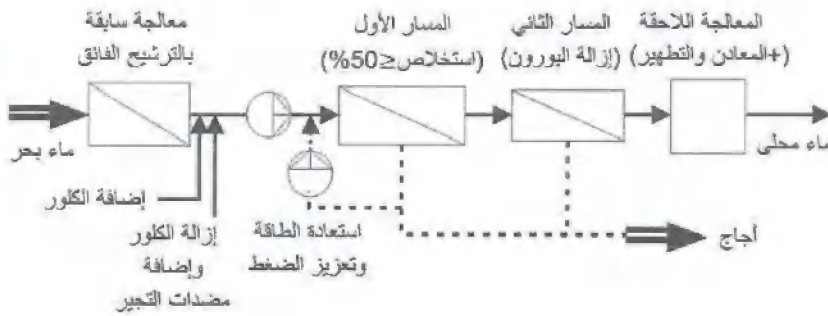 معالجة سابقة
بالترشيح الفائق
المسار الأول
(استخلاص≥50%)
المسار الثاني
(إزالة البورون)
المعالجة اللاحقة
(+المعادن والتطهير)
ماء بحر
ماء محلى
إضافة الكلور
إزالة الكلور
وإضافة
مضدات التجير
استعادة الطاقة
وتعزيز الضغط
أجاج